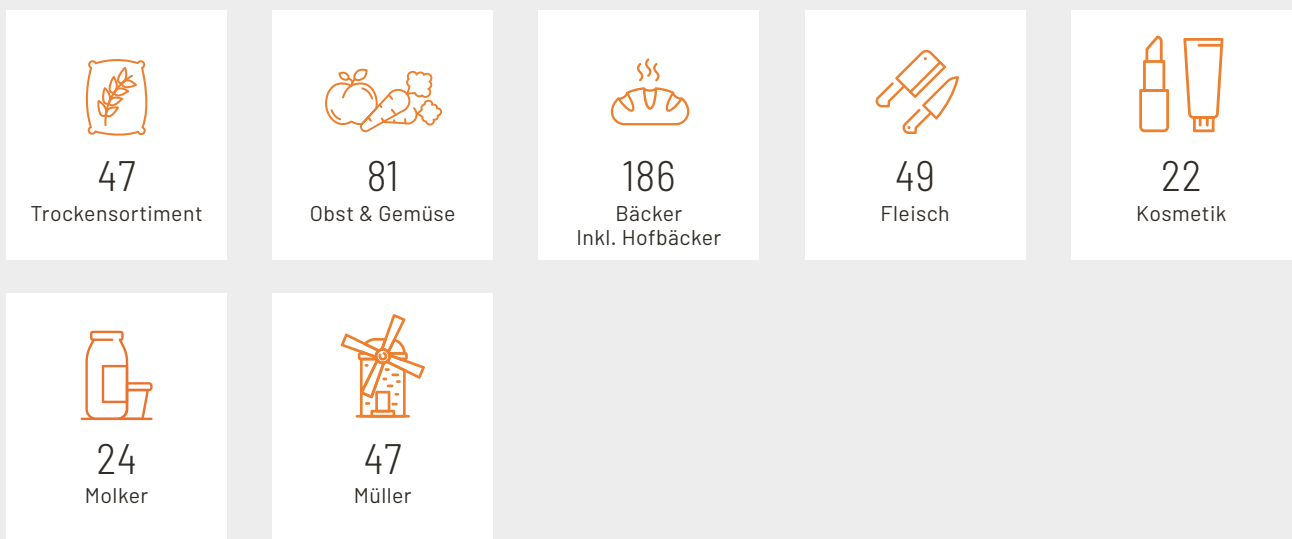 47
Trockensortiment
81
Obst & Gemüse
186
Bäcker
Inkl. Hofbäcker
49
Fleisch
22
Kosmetik
24
Molker
47
Müller